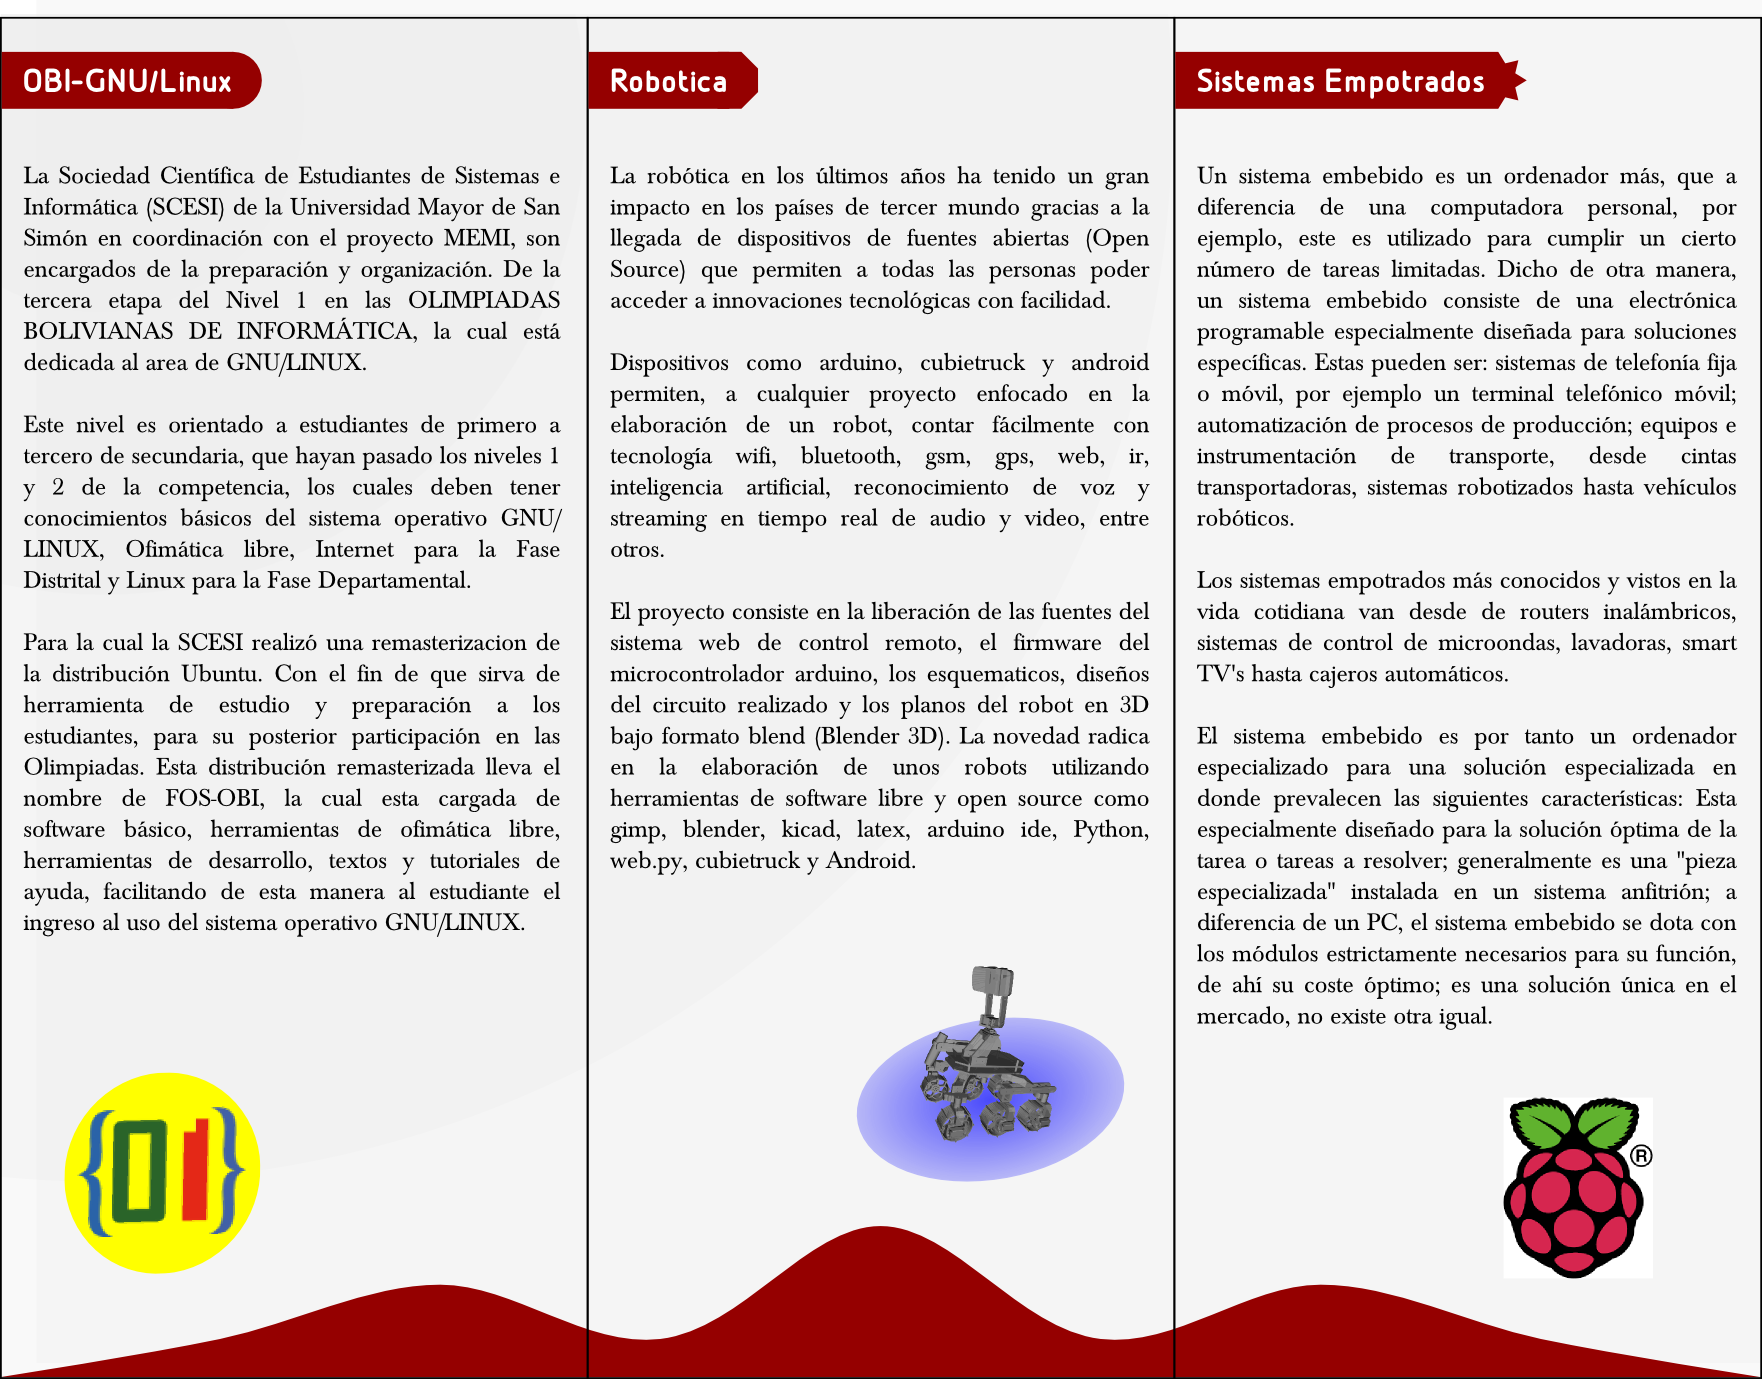 OBI-GNU/Linux
La Sociedad Científica de Estudiantes de Sistemas e
Informática (SCESI) de la Universidad Mayor de San
Simón en coordinación con el proyecto MEMI, son
encargados de la preparación y organización. De la
tercera etapa del Nivel 1 en las OLIMPIADAS
BOLIVIANAS DE INFORMÁTICA, la cual está
dedicada al area de GNU/LINUX.
Este nivel es orientado a estudiantes de primero a
tercero de secundaria, que hayan pasado los niveles 1
y 2 de la competencia, los cuales deben tener
conocimientos básicos del sistema operativo GNU/
LINUX, Ofimática libre, Internet para la Fase
Distrital y Linux para la Fase Departamental.
Para la cual la SCESI realizó una remasterizacion de
la distribución Ubuntu. Con el fin de que sirva de
herramienta de estudio y preparación a los
estudiantes, para su posterior participación en las
Olimpiadas. Esta distribución remasterizada lleva el
nombre de FOS-OBI, la cual esta cargada de
software básico, herramientas de ofimática libre,
herramientas de desarrollo, textos y tutoriales de
ayuda, facilitando de esta manera al estudiante el
ingreso al uso del sistema operativo GNU/LINUX.
{OI}
Robotica
La robótica en los últimos años ha tenido un gran
impacto en los países de tercer mundo gracias a la
llegada de dispositivos de fuentes abiertas (Open
Source) que permiten a todas las personas poder
acceder a innovaciones tecnológicas con facilidad.
Dispositivos como arduino, cubietruck y android
permiten, a cualquier proyecto enfocado en la
elaboración de un robot, contar fácilmente con
tecnología wifi, bluetooth, gsm, gps, web, ir,
inteligencia artificial, reconocimiento de voz y
streaming en tiempo real de audio y video, entre
otros.
El proyecto consiste en la liberación de las fuentes del
sistema web de control remoto, el firmware del
microcontrolador arduino, los esquematicos, diseños
del circuito realizado y los planos del robot en 3D
bajo formato blend (Blender 3D). La novedad radica
en la elaboración de unos robots utilizando
herramientas de software libre y open source como
gimp, blender, kicad, latex, arduino ide, Python,
web.py, cubietruck y Android.
Sistemas Empotrados
Un sistema embebido es un ordenador más, que a
diferencia de una computadora personal, por
ejemplo, este es utilizado para cumplir un cierto
número de tareas limitadas. Dicho de otra manera,
un sistema embebido consiste de una electrónica
programable especialmente diseñada para soluciones
específicas. Estas pueden ser: sistemas de telefonía fija
o móvil, por ejemplo un terminal telefónico móvil;
automatización de procesos de producción; equipos e
instrumentación de transporte, desde cintas
transportadoras, sistemas robotizados hasta vehículos
robóticos.
Los sistemas empotrados más conocidos y vistos en la
vida cotidiana van desde de routers inalámbricos,
sistemas de control de microondas, lavadoras, smart
TV's hasta cajeros automáticos.
El sistema embebido es por tanto un ordenador
especializado para una solución especializada en
donde prevalecen las siguientes características: Esta
especialmente diseñado para la solución óptima de la
tarea o tareas a resolver; generalmente es una "pieza
especializada" instalada en un sistema anfitrión; a
diferencia de un PC, el sistema embebido se dota con
los módulos estrictamente necesarios para su función,
de ahí su coste óptimo; es una solución única en el
mercado, no existe otra igual.
®